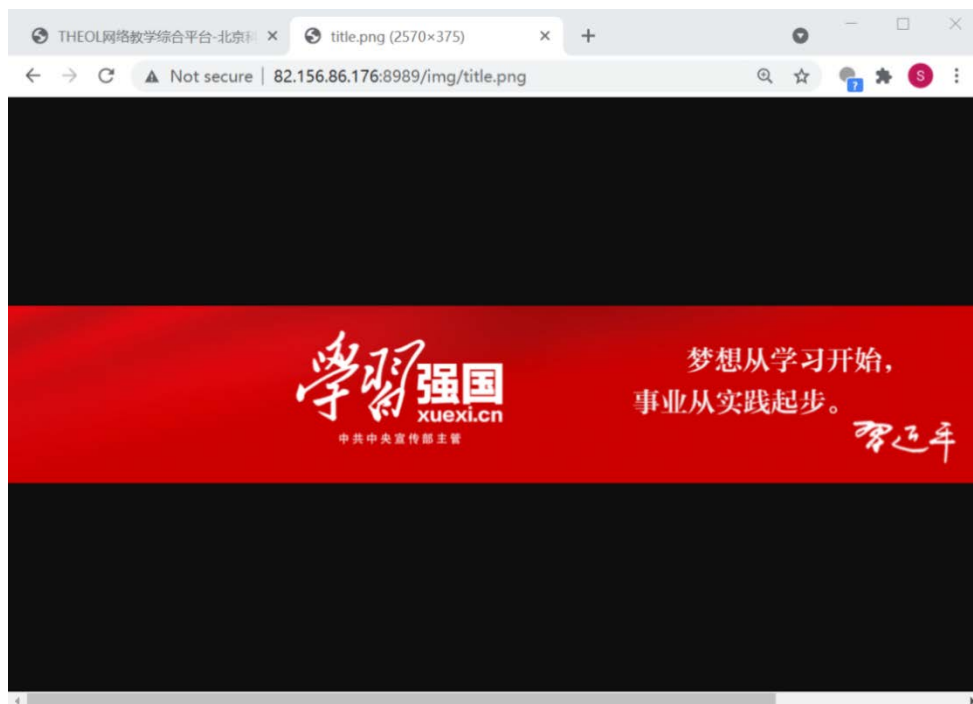 THEOL网络教学综合平台-北京科
title.png (2570×375)
Not secure | 82.156.86.176:8989/img/title.png
S
?
學習强国
xuexi.cn
中共中央宣传部主管
梦想从学习开始，
事业从实践起步。
习近平